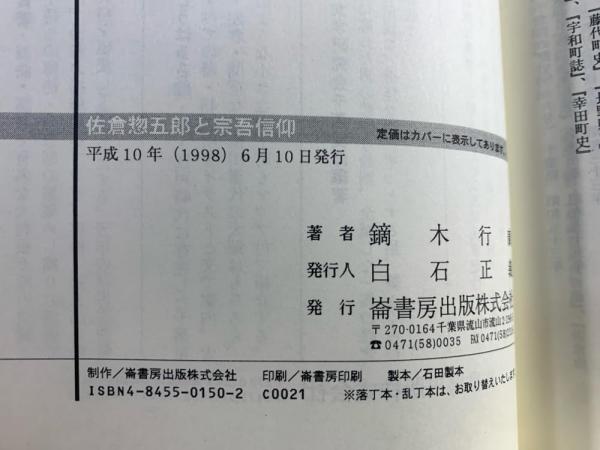 佐倉惣五郎と宗吾信仰
定価はカバーに表示してあります
平成10年（1998）6月10日発行
著者 鏑木行
発行人 白石正
発行 崙書房出版株式会社
〒270-0164 千葉県流山市流山2
☎0471(58)0035 FAX 0471(58)
制作／崙書房出版株式会社 印刷／崙書房印刷 製本／石田製本
ISBN4-8455-0150-2 C0021 ※落丁本・乱丁本は、お取り替えいたします
藤代町史』
、『宇和町誌』、『幸田町史』